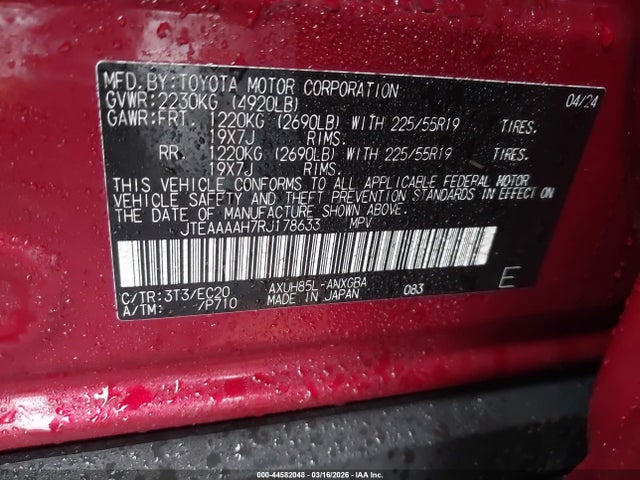 MFD.BY:TOYOTA MOTOR CORPORATION 04/24
GVWR:2230KG (4920LB)
GAWR:FRT. 1220KG (2690LB) WITH 225/55R19 TIRES.
19X7J RIMS.
RR. 1220KG (2690LB) WITH 225/55R19 TIRES.
19X7J RIMS.
THIS VEHICLE CONFORMS TO ALL APPLICABLE FEDERAL MOTOR
VEHICLE SAFETY AND THEFT PREVENTION STANDARDS IN EFFECT ON
THE DATE OF MANUFACTURE SHOWN ABOVE.
JTEAAAAH7RJ178633 MPV
C/TR:3T3/EC20 AXUH85L-ANXGBA 083 E
A/TM: /P710 MADE IN JAPAN
000-44582048 - 03/16/2026 - IAA Inc.